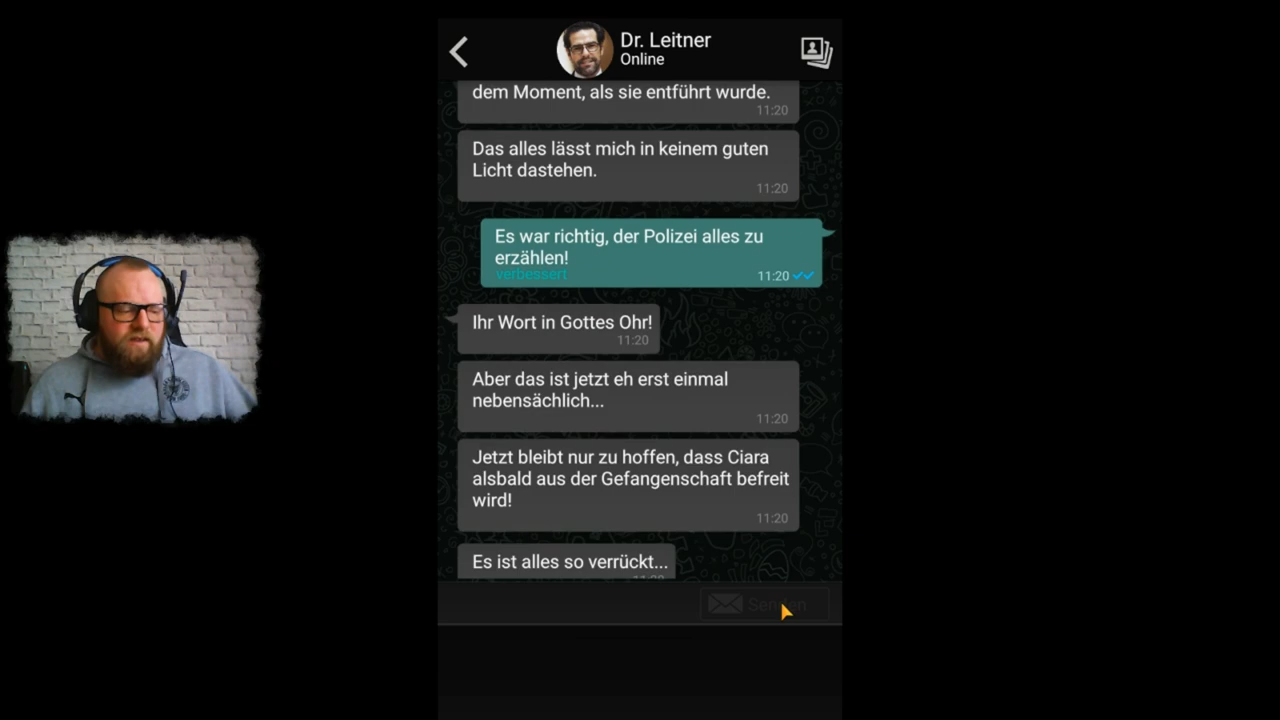 Dr. Leitner
Online
dem Moment, als sie entführt wurde.
11:20
Das alles lässt mich in keinem guten
Licht dastehen.
11:20
Es war richtig, der Polizei alles zu
erzählen!
verbessert 11:20
Ihr Wort in Gottes Ohr!
11:20
Aber das ist jetzt eh erst einmal
nebensächlich...
11:20
Jetzt bleibt nur zu hoffen, dass Ciara
alsbald aus der Gefangenschaft befreit
wird!
11:20
Es ist alles so verrückt...
11:20
Senden